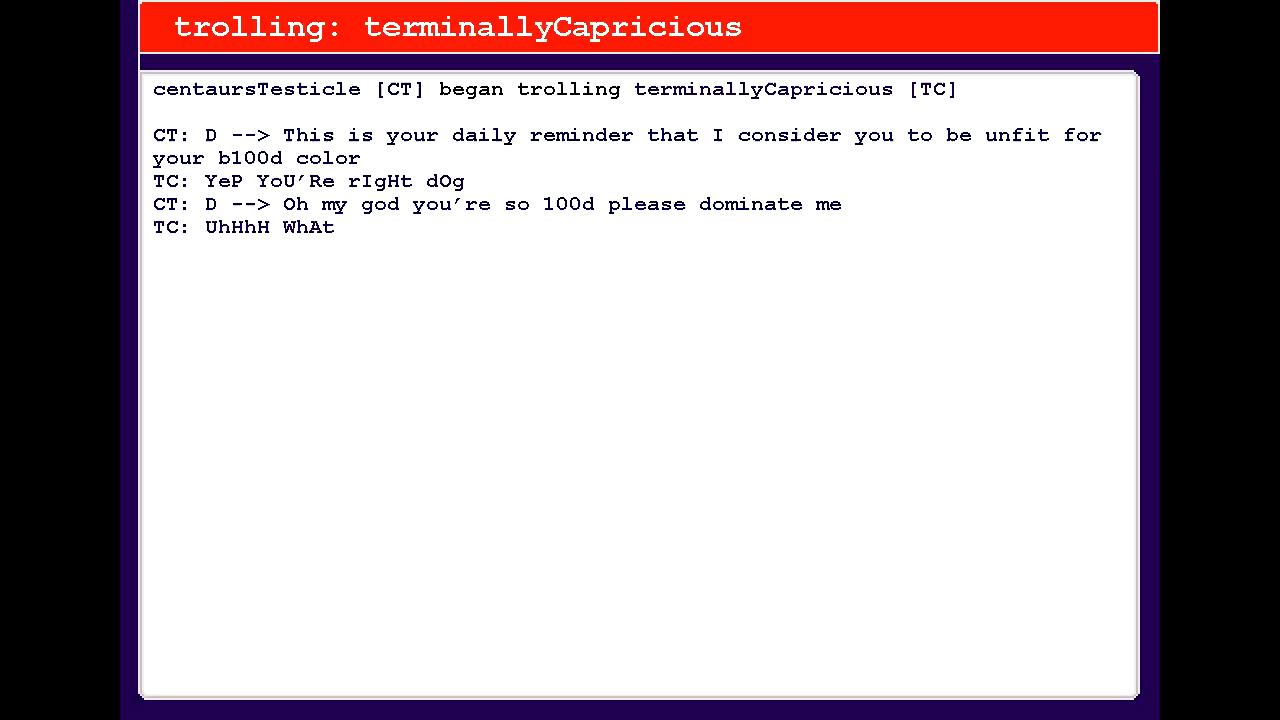 trolling: terminallyCapricious
centaursTesticle [CT] began trolling terminallyCapricious [TC]
CT: D --> This is your daily reminder that I consider you to be unfit for
your b100d color
TC: YeP YoU’Re rIgHt dOg
CT: D --> Oh my god you’re so 100d please dominate me
TC: UhHhH WhAt